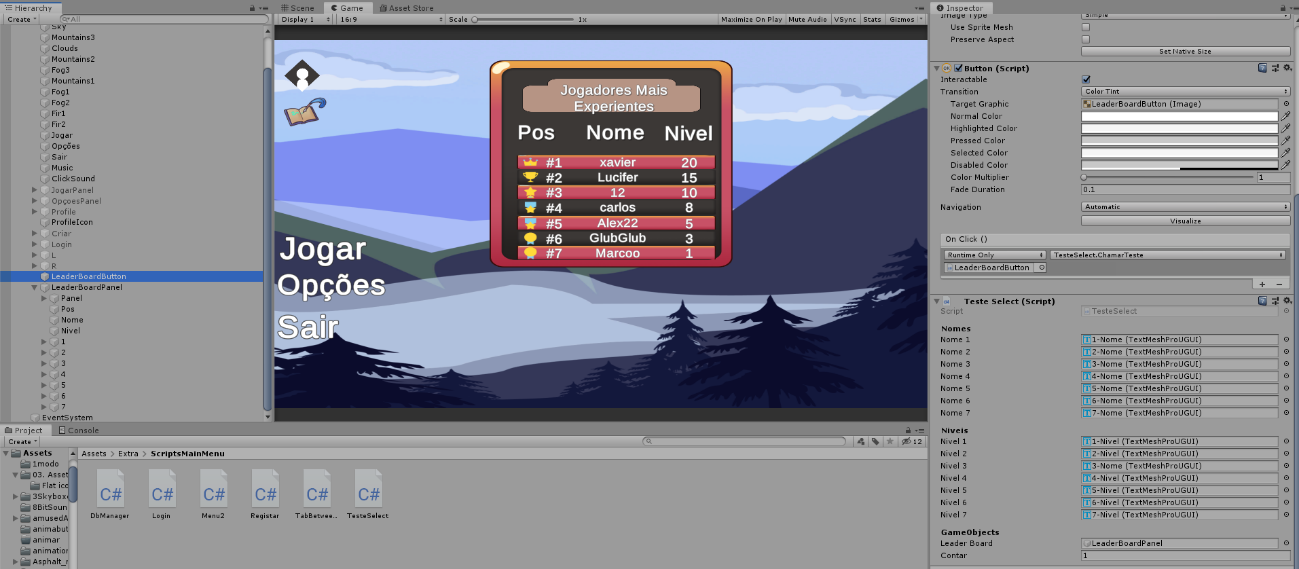 Hierarchy
Create
All
Sky
Mountains3
Clouds
Mountains2
Fog3
Mountains1
Fog1
Fog2
Fir1
Fir2
Jogar
Opções
Sair
Music
ClickSound
JogarPanel
OpçoesPanel
Profile
ProfileIcon
Criar
Login
L
R
LeaderBoardButton
LeaderBoardPanel
Panel
Pos
Nome
Nivel
1
2
3
4
5
6
7
EventSystem
Scene Game Asset Store
Display 1 16:9 Scale 1x Maximize On Play Mute Audio VSync Stats Gizmos
Jogadores Mais
Experientes
Pos Nome Nivel
#1 xavier 20
#2 Lucifer 15
#3 12 10
#4 carlos 8
#5 Alex22 5
#6 GlubGlub 3
#7 Marcoo 1
Jogar
Opções
Sair
Inspector
Image Type Simple
Use Sprite Mesh
Preserve Aspect
Set Native Size
Button (Script)
Interactable
Transition Color Tint
Target Graphic LeaderBoardButton (Image)
Normal Color
Highlighted Color
Pressed Color
Selected Color
Disabled Color
Color Multiplier 1
Fade Duration 0.1
Navigation Automatic
Visualize
On Click ()
Runtime Only TesteSelect.ChamarTeste
LeaderBoardButton
+ −
Teste Select (Script)
Script TesteSelect
Nomes
Nome 1 1-Nome (TextMeshProUGUI)
Nome 2 2-Nome (TextMeshProUGUI)
Nome 3 3-Nome (TextMeshProUGUI)
Nome 4 4-Nome (TextMeshProUGUI)
Nome 5 5-Nome (TextMeshProUGUI)
Nome 6 6-Nome (TextMeshProUGUI)
Nome 7 7-Nome (TextMeshProUGUI)
Niveis
Nivel 1 1-Nivel (TextMeshProUGUI)
Nivel 2 2-Nivel (TextMeshProUGUI)
Nivel 3 3-Nome (TextMeshProUGUI)
Nivel 4 4-Nivel (TextMeshProUGUI)
Nivel 5 5-Nivel (TextMeshProUGUI)
Nivel 6 6-Nivel (TextMeshProUGUI)
Nivel 7 7-Nivel (TextMeshProUGUI)
GameObjects
Leader Board LeaderBoardPanel
Contar 1
Project Console
Create
12
Assets
1modo
03. Asset
Flat ico
3Skybox
8BitSoun
amusedA
animabut
animar
animation
Asphalt_r
Assets Extra ScriptsMainMenu
C# C# C# C# C# C#
DbManager Login Menu2 Registar TabBetwee... TesteSelect